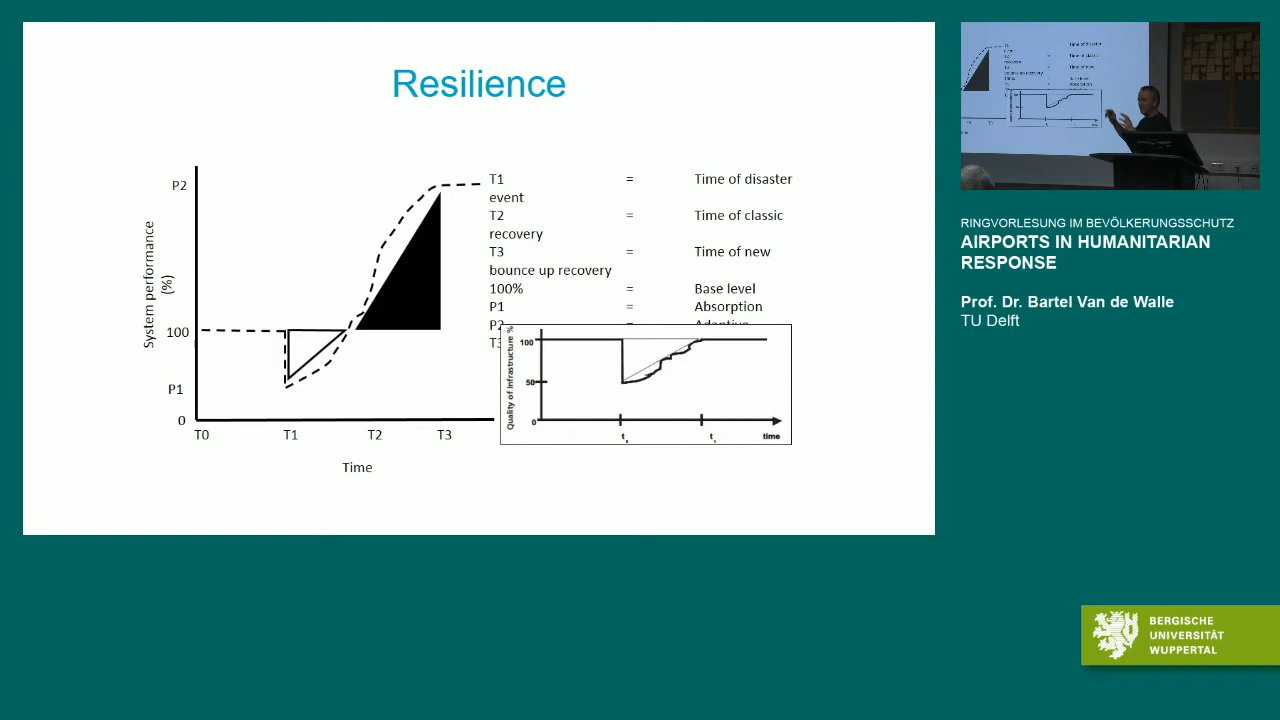 Resilience
P2
System performance
(%)
100
P1
0
T0 T1 T2 T3
Time
T1 = Time of disaster
event
T2 = Time of classic
recovery
T3 = Time of new
bounce up recovery
100% = Base level
P1 = Absorption
P2 = Adaptive
Quality of Infrastructure %
100
50
0
time
RINGVORLESUNG IM BEVÖLKERUNGSSCHUTZ
AIRPORTS IN HUMANITARIAN
RESPONSE
Prof. Dr. Bartel Van de Walle
TU Delft
BERGISCHE
UNIVERSITÄT
WUPPERTAL